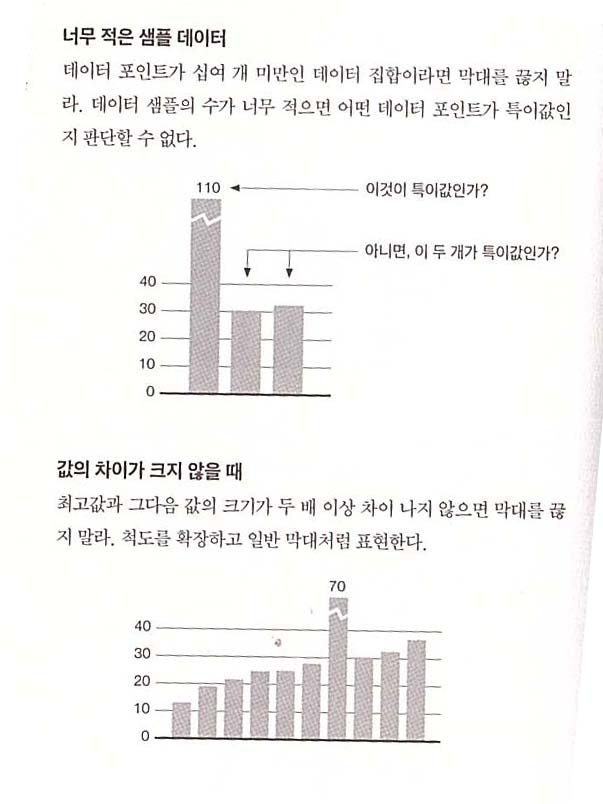 너무 적은 샘플 데이터
데이터 포인트가 십여 개 미만인 데이터 집합이라면 막대를 끊지 말
라. 데이터 샘플의 수가 너무 적으면 어떤 데이터 포인트가 특이값인
지 판단할 수 없다.
110
이것이 특이값인가?
아니면, 이 두 개가 특이값인가?
40
30
20
10
0
값의 차이가 크지 않을 때
최고값과 그다음 값의 크기가 두 배 이상 차이 나지 않으면 막대를 끊
지 말라. 척도를 확장하고 일반 막대처럼 표현한다.
70
40
30
20
10
0